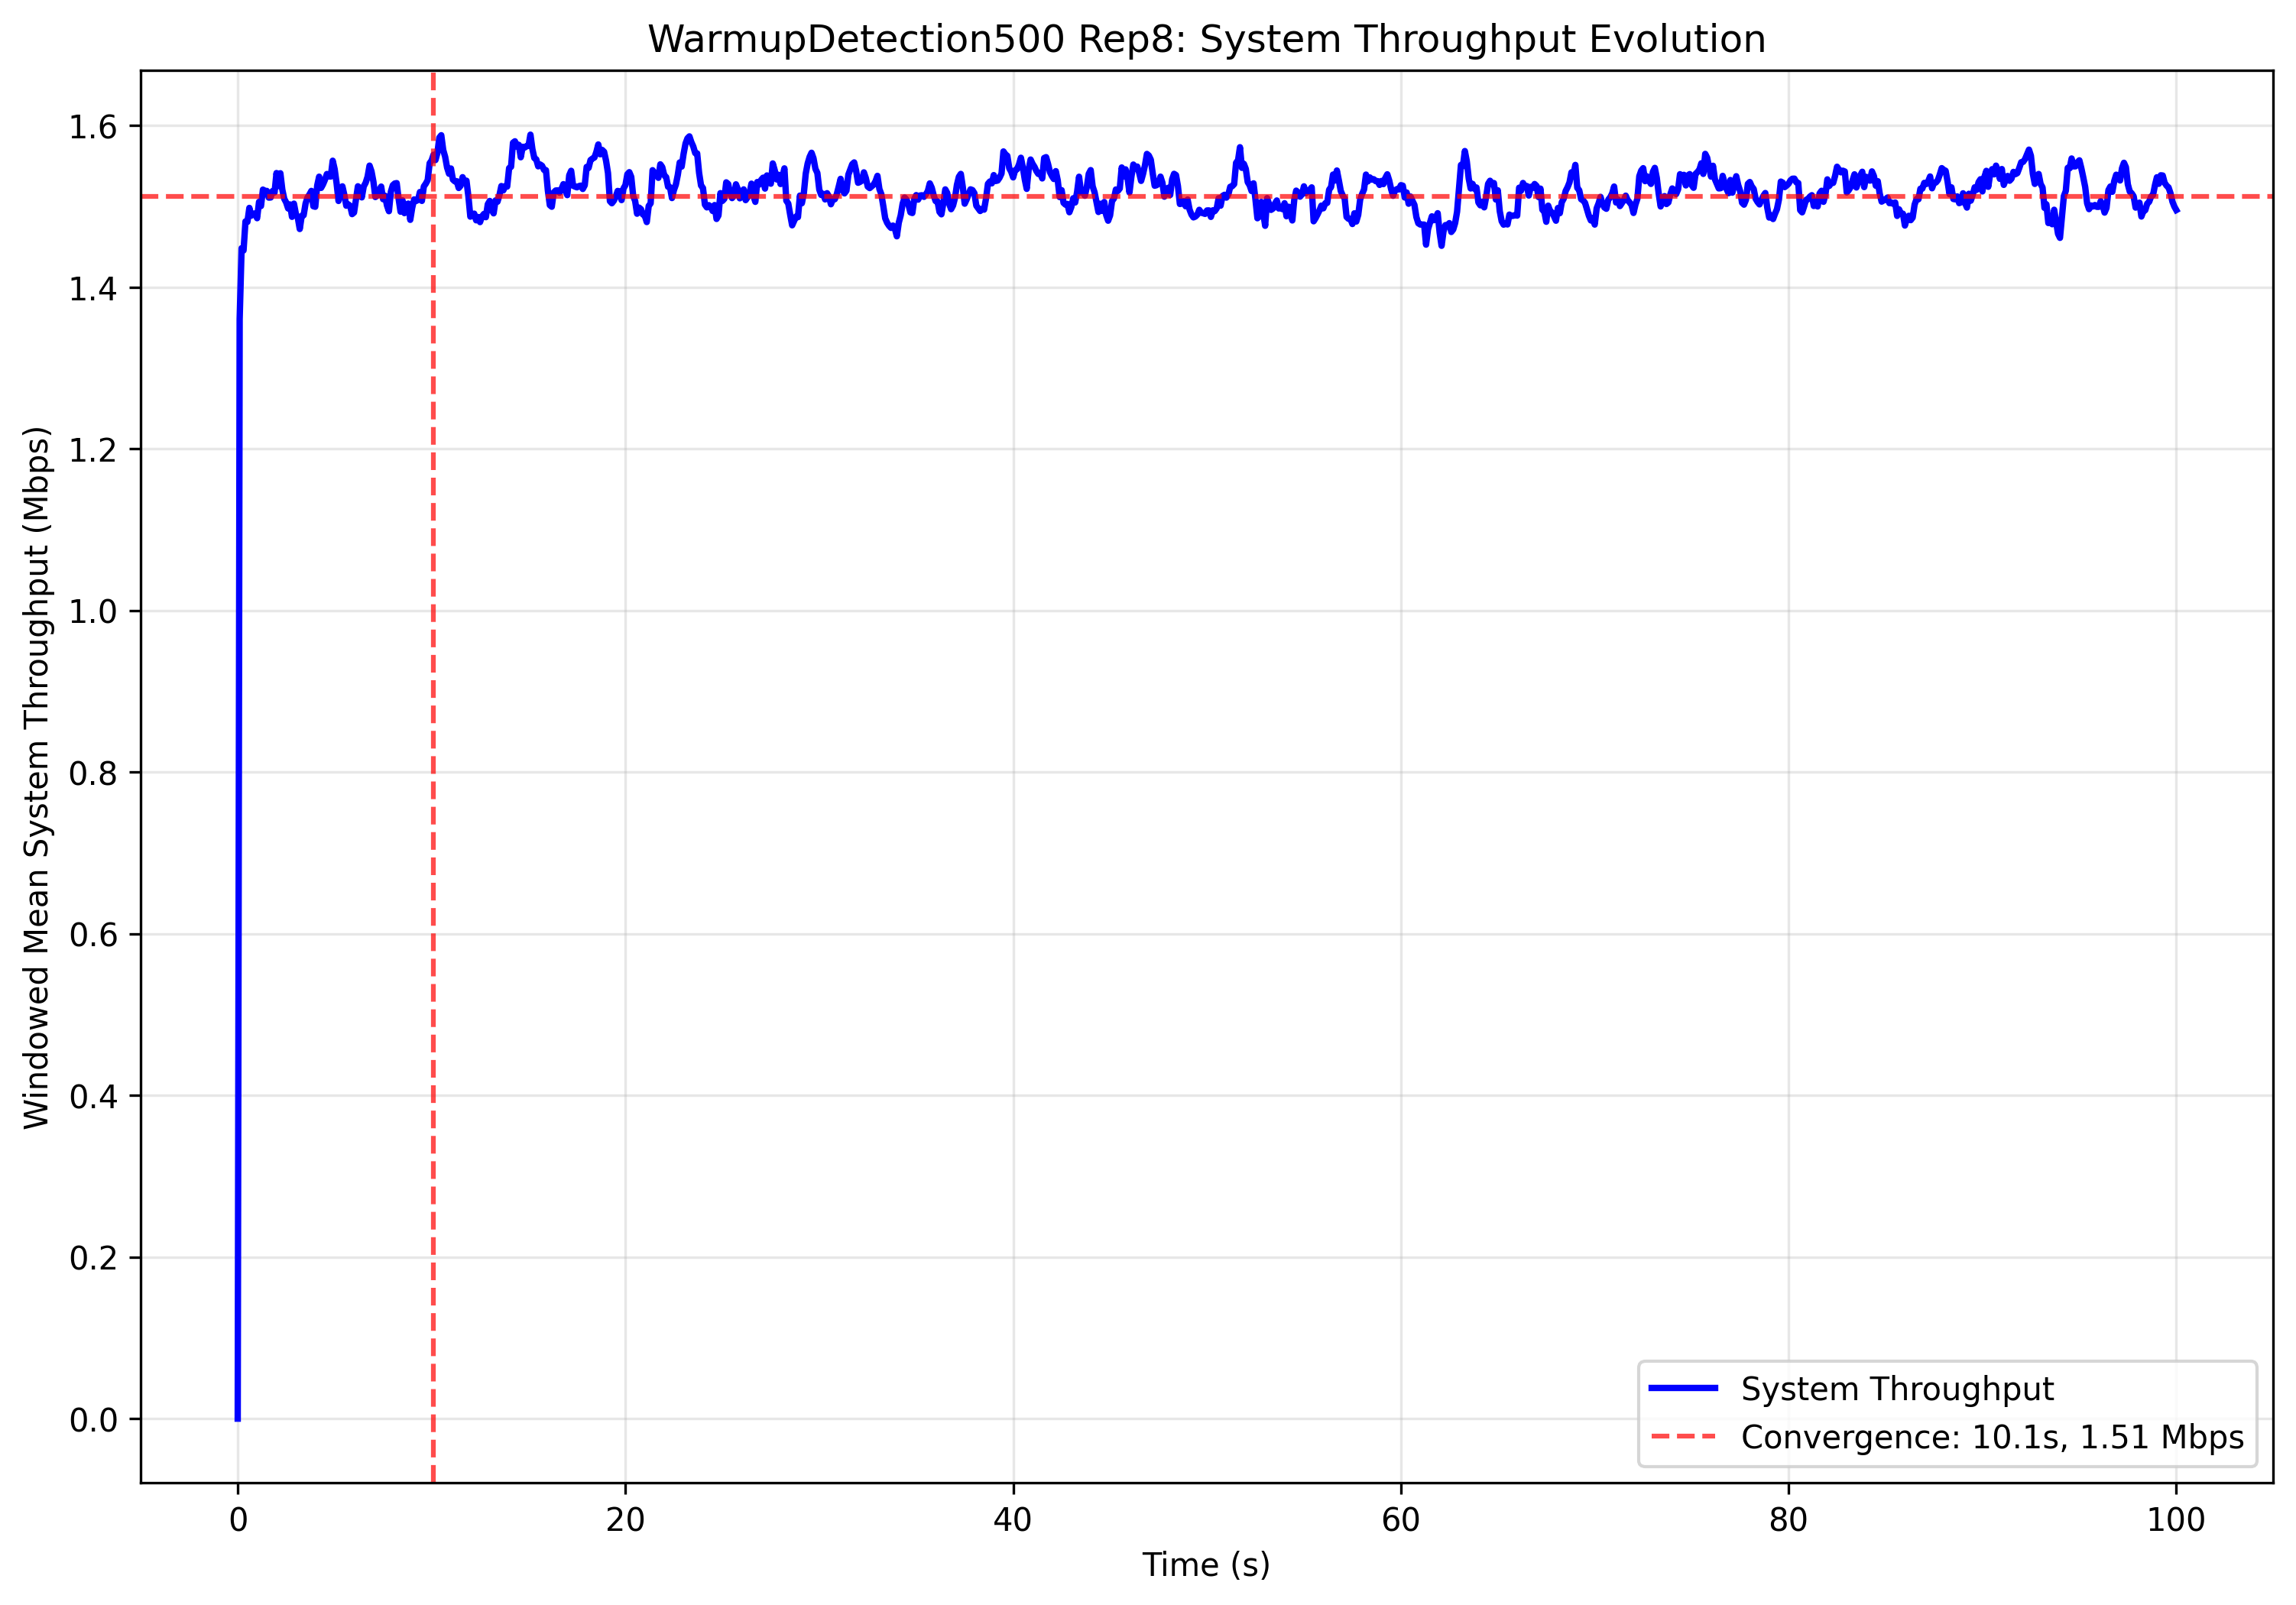 WarmupDetection500 Rep8: System Throughput Evolution
Windowed Mean System Throughput (Mbps)
1.6
1.4
1.2
1.0
0.8
0.6
0.4
0.2
0.0
System Throughput
Convergence: 10.1s, 1.51 Mbps
0 20 40 60 80 100
Time (s)